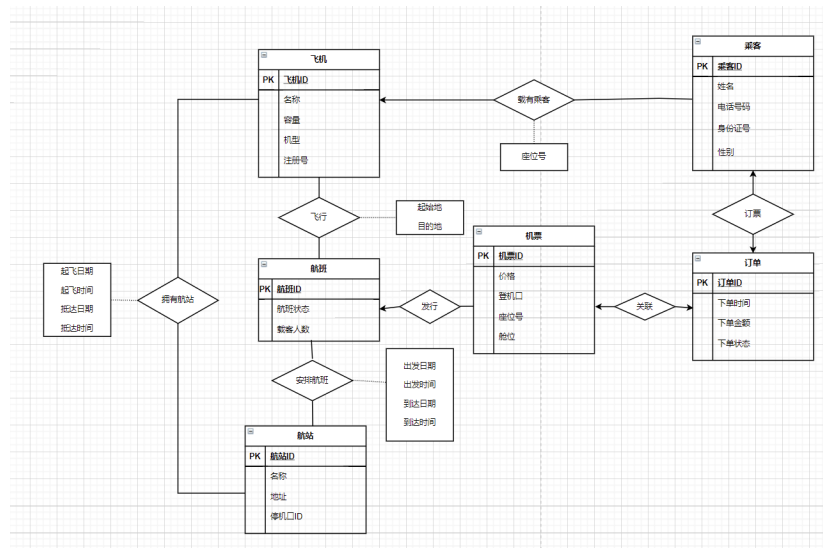 飞机
PK 飞机ID
名称
容量
机型
注册号
载有乘客
座位号
乘客
PK 乘客ID
姓名
电话号码
身份证号
性别
飞行
起始地
目的地
订票
起飞日期
起飞时间
抵达日期
抵达时间
拥有航站
航班
PK 航班ID
航班状态
载客人数
发行
机票
PK 机票ID
价格
登机口
座位号
舱位
关联
订单
PK 订单ID
下单时间
下单金额
下单状态
安排航班
出发日期
出发时间
到达日期
到达时间
航站
PK 航站ID
名称
地址
停机口ID